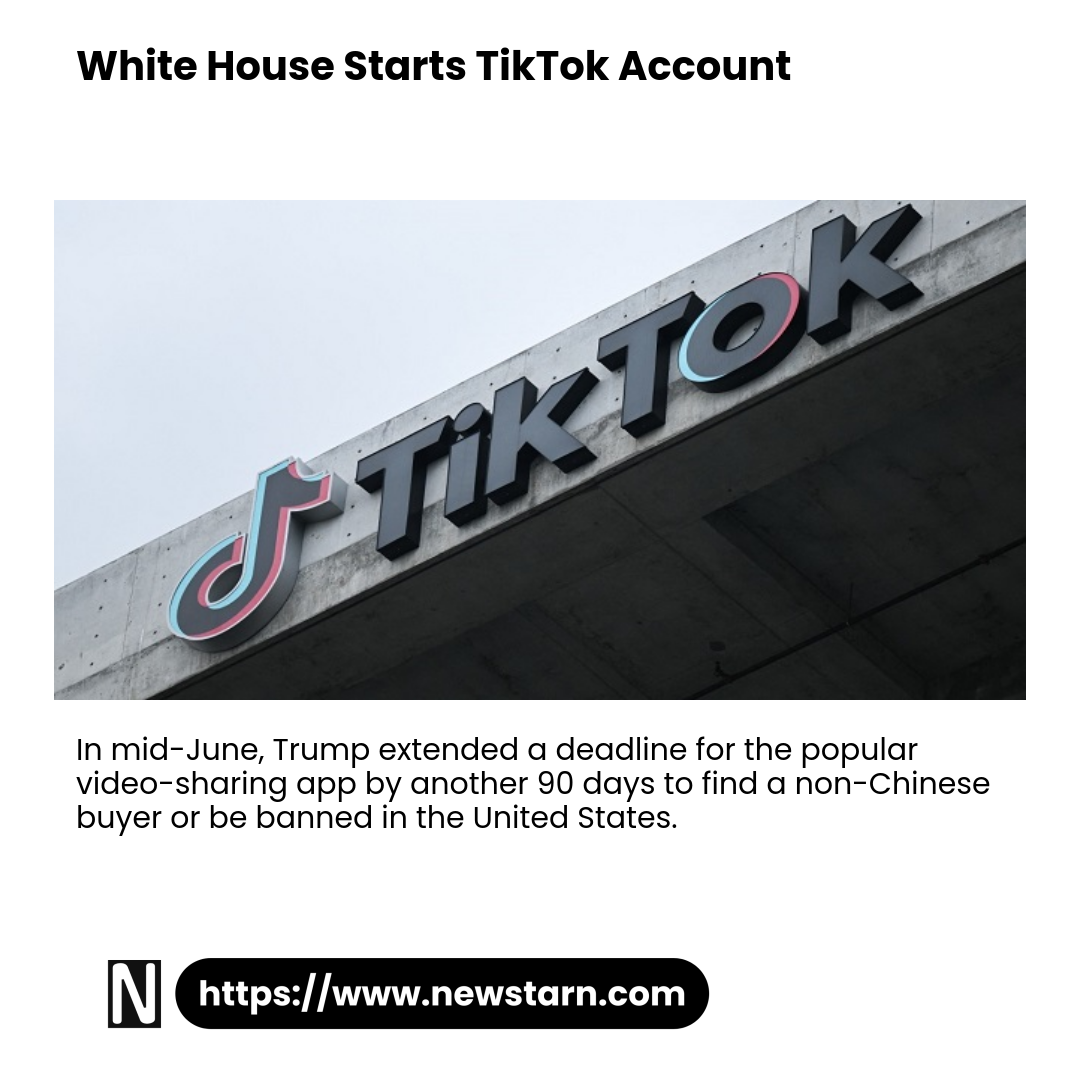 White House Starts TikTok Account
TikTok
In mid-June, Trump extended a deadline for the popular
video-sharing app by another 90 days to find a non-Chinese
buyer or be banned in the United States.
N
https://www.newstarn.com